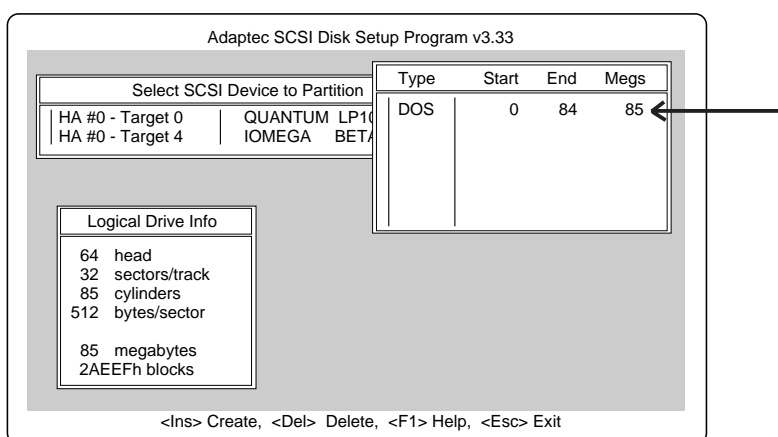 Adaptec SCSI Disk Setup Program v3.33
Select SCSI Device to Partition
HA #0 - Target 0 QUANTUM LP10
HA #0 - Target 4 IOMEGA BETA
Type Start End Megs
DOS 0 84 85
Logical Drive Info
64 head
32 sectors/track
85 cylinders
512 bytes/sector
85 megabytes
2AEEFh blocks
<Ins> Create, <Del> Delete, <F1> Help, <Esc> Exit